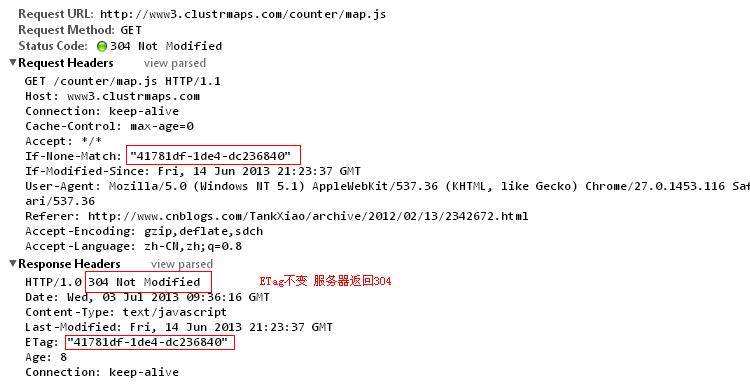 Request URL: http://www3.clustrmaps.com/counter/map.js
Request Method: GET
Status Code: 304 Not Modified
▼Request Headers view parsed
GET /counter/map.js HTTP/1.1
Host: www3.clustrmaps.com
Connection: keep-alive
Cache-Control: max-age=0
Accept: */*
If-None-Match: "41781df-1de4-dc236840"
If-Modified-Since: Fri, 14 Jun 2013 21:23:37 GMT
User-Agent: Mozilla/5.0 (Windows NT 5.1) AppleWebKit/537.36 (KHTML, like Gecko) Chrome/27.0.1453.116 Saf
ari/537.36
Referer: http://www.cnblogs.com/TankXiao/archive/2012/02/13/2342672.html
Accept-Encoding: gzip,deflate,sdch
Accept-Language: zh-CN,zh;q=0.8
▼Response Headers view parsed
HTTP/1.0 304 Not Modified ETag不变 服务器返回304
Date: Wed, 03 Jul 2013 09:36:16 GMT
Content-Type: text/javascript
Last-Modified: Fri, 14 Jun 2013 21:23:37 GMT
ETag: "41781df-1de4-dc236840"
Age: 8
Connection: keep-alive